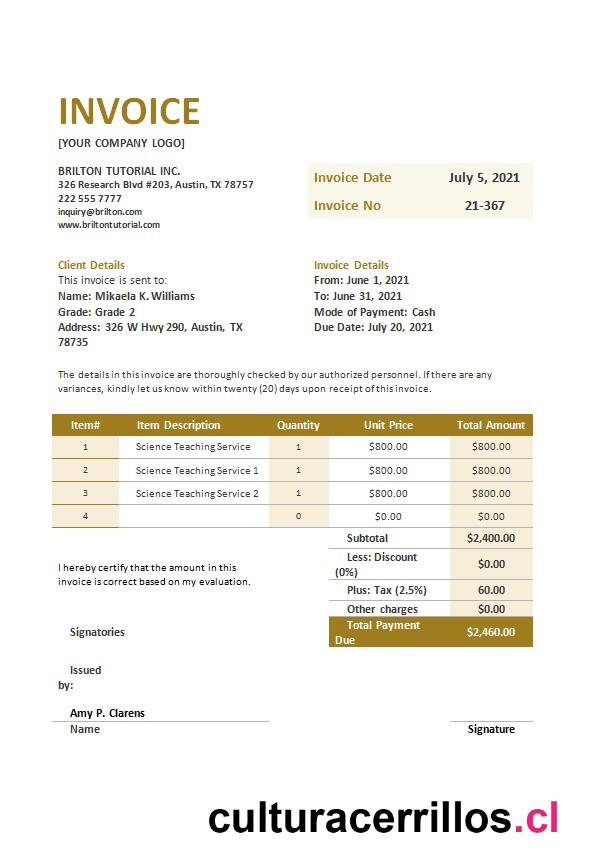 INVOICE
[YOUR COMPANY LOGO]
BRILTON TUTORIAL INC.
326 Research Blvd #203, Austin, TX 78757
222 555 7777
inquiry@brilton.com
www.briltontutorial.com
Invoice Date July 5, 2021
Invoice No 21-367
Client Details
This invoice is sent to:
Name: Mikaela K. Williams
Grade: Grade 2
Address: 326 W Hwy 290, Austin, TX
78735
Invoice Details
From: June 1, 2021
To: June 31, 2021
Mode of Payment: Cash
Due Date: July 20, 2021
The details in this invoice are thoroughly checked by our authorized personnel. If there are any
variances, kindly let us know within twenty (20) days upon receipt of this invoice.
Item# Item Description Quantity Unit Price Total Amount
1 Science Teaching Service 1 $800.00 $800.00
2 Science Teaching Service 1 1 $800.00 $800.00
3 Science Teaching Service 2 1 $800.00 $800.00
4 0 $0.00 $0.00
Subtotal $2,400.00
Less: Discount
(0%) $0.00
Plus: Tax (2.5%) 60.00
Other charges $0.00
Total Payment
Due $2,460.00
I hereby certify that the amount in this
invoice is correct based on my evaluation.
Signatories
Issued
by:
Amy P. Clarens
Name Signature
culturacerrillos.cl